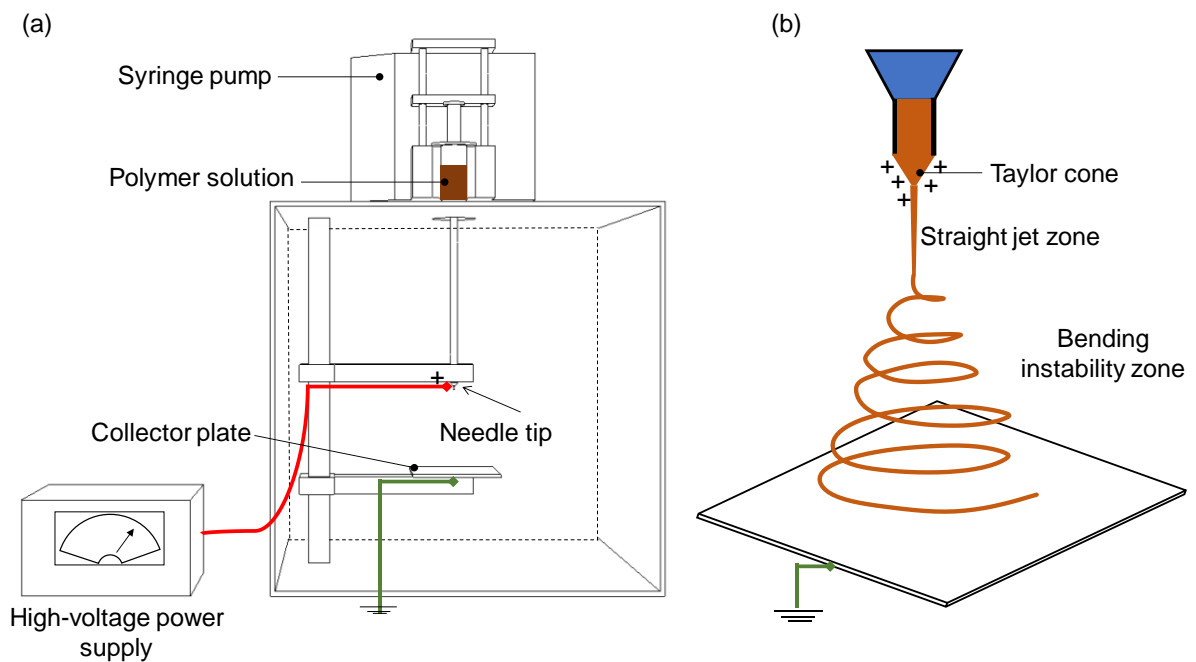 (a)
Syringe pump
Polymer solution
+
Needle tip
Collector plate
High-voltage power
supply
(b)
+ +
+ +
+
Taylor cone
Straight jet zone
Bending
instability zone